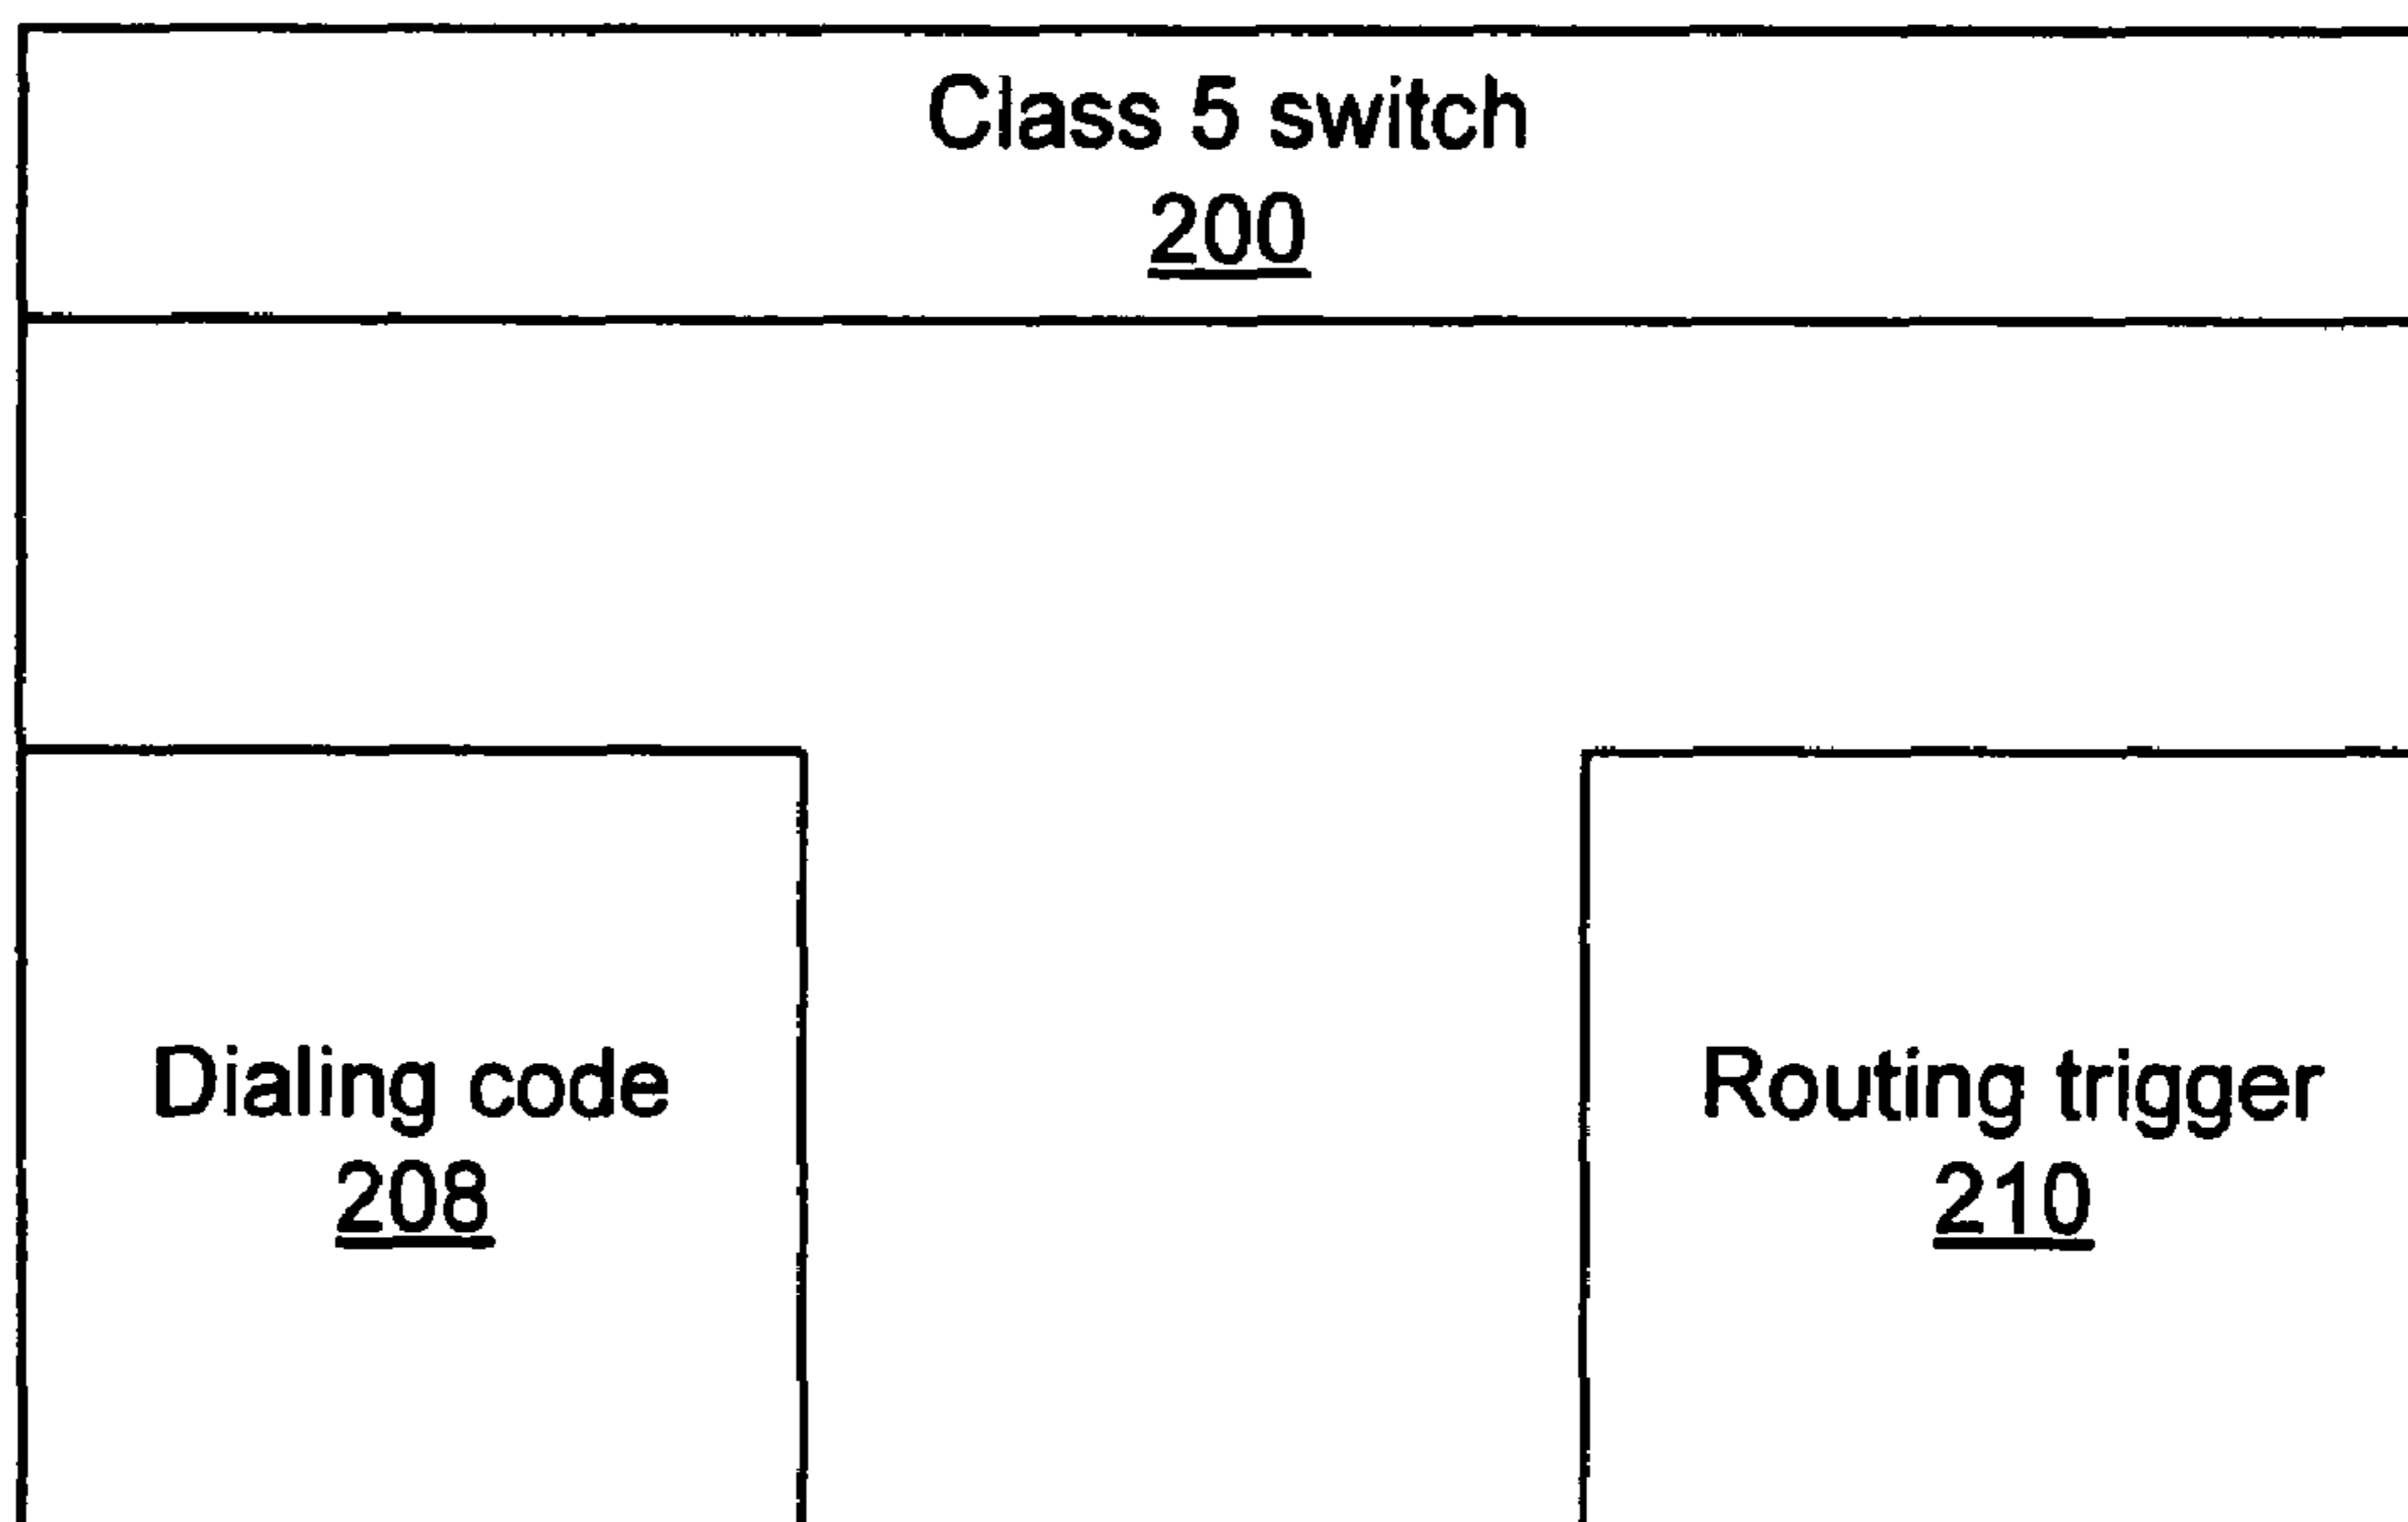 Class 5 switch
200
Dialing code
208
Routing trigger
210